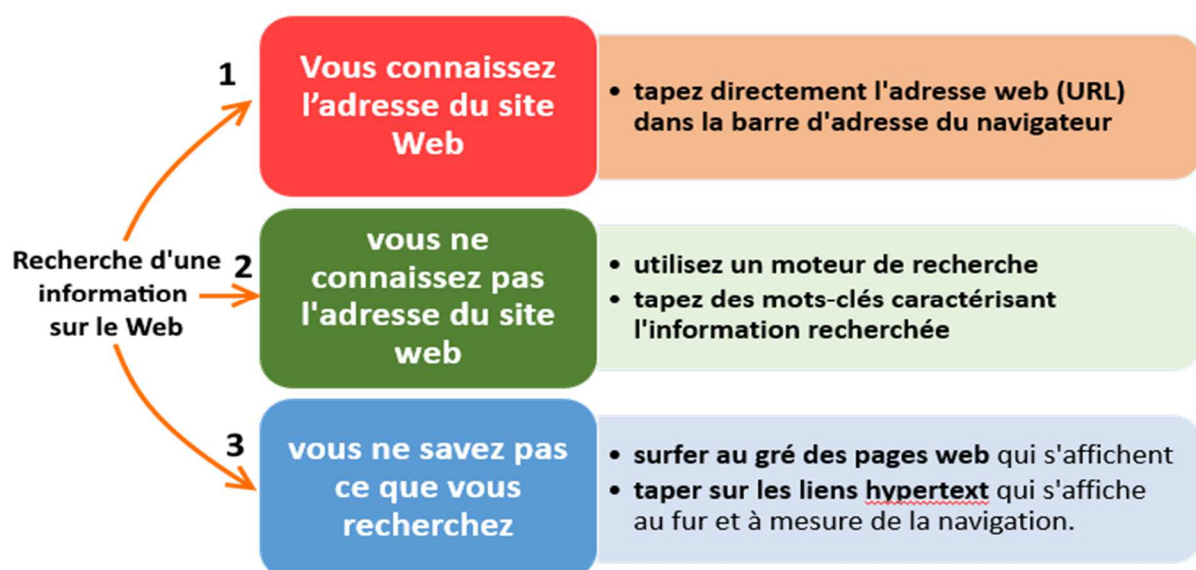 Recherche d'une
information
sur le Web
1
Vous connaissez
l’adresse du site
Web
• tapez directement l'adresse web (URL)
dans la barre d'adresse du navigateur
2
vous ne
connaissez pas
l'adresse du site
web
• utilisez un moteur de recherche
• tapez des mots-clés caractérisant
l'information recherchée
3
vous ne savez pas
ce que vous
recherchez
• surfer au gré des pages web qui s'affichent
• taper sur les liens hypertext qui s'affiche
au fur et à mesure de la navigation.